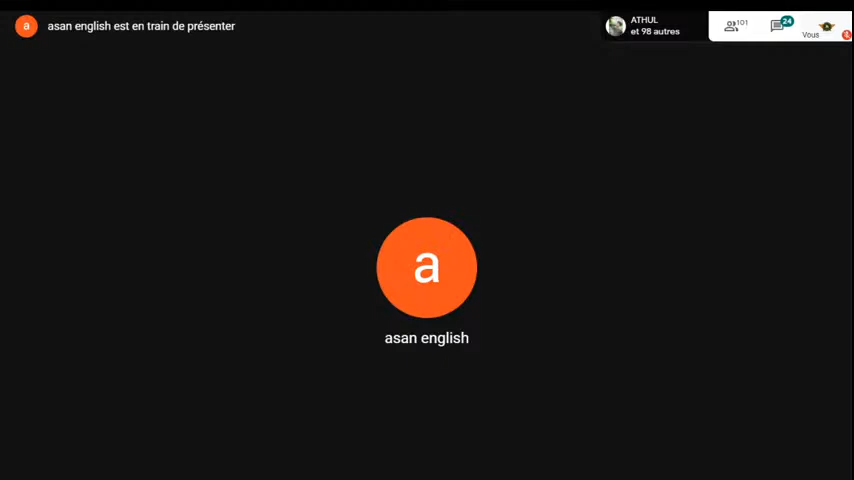 a asan english est en train de présenter
ATHUL
et 98 autres
101
24
Vous
a
asan english